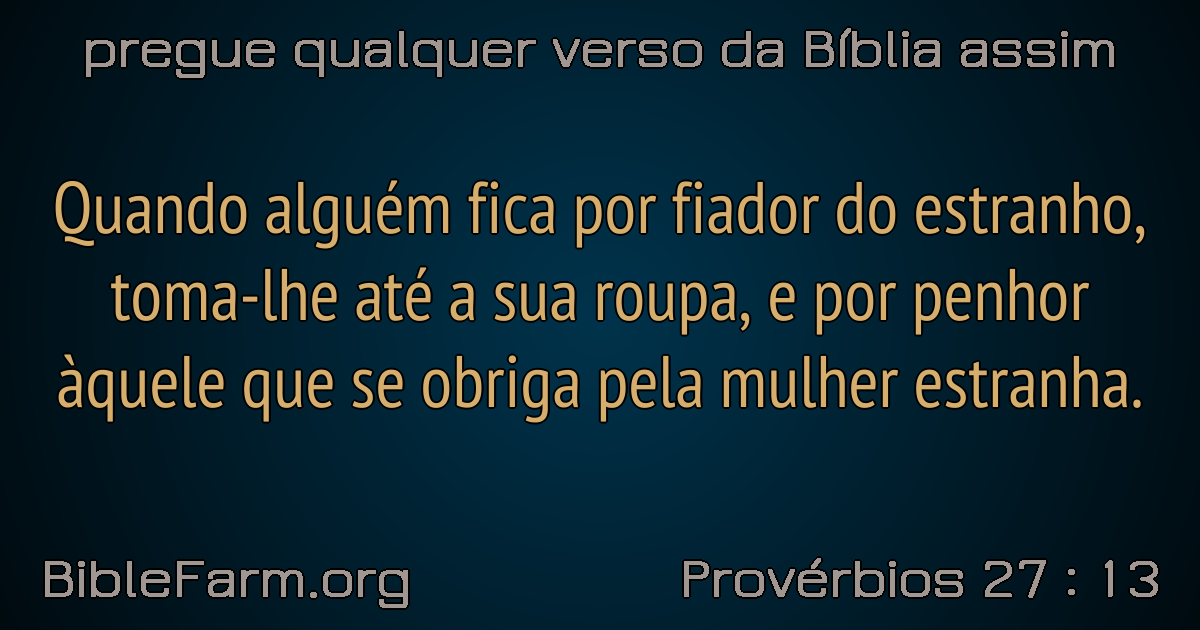 pregue qualquer verso da Bíblia assim
Quando alguém fica por fiador do estranho,
toma-lhe até a sua roupa, e por penhor
àquele que se obriga pela mulher estranha.
BibleFarm.org
Provérbios 27 : 13